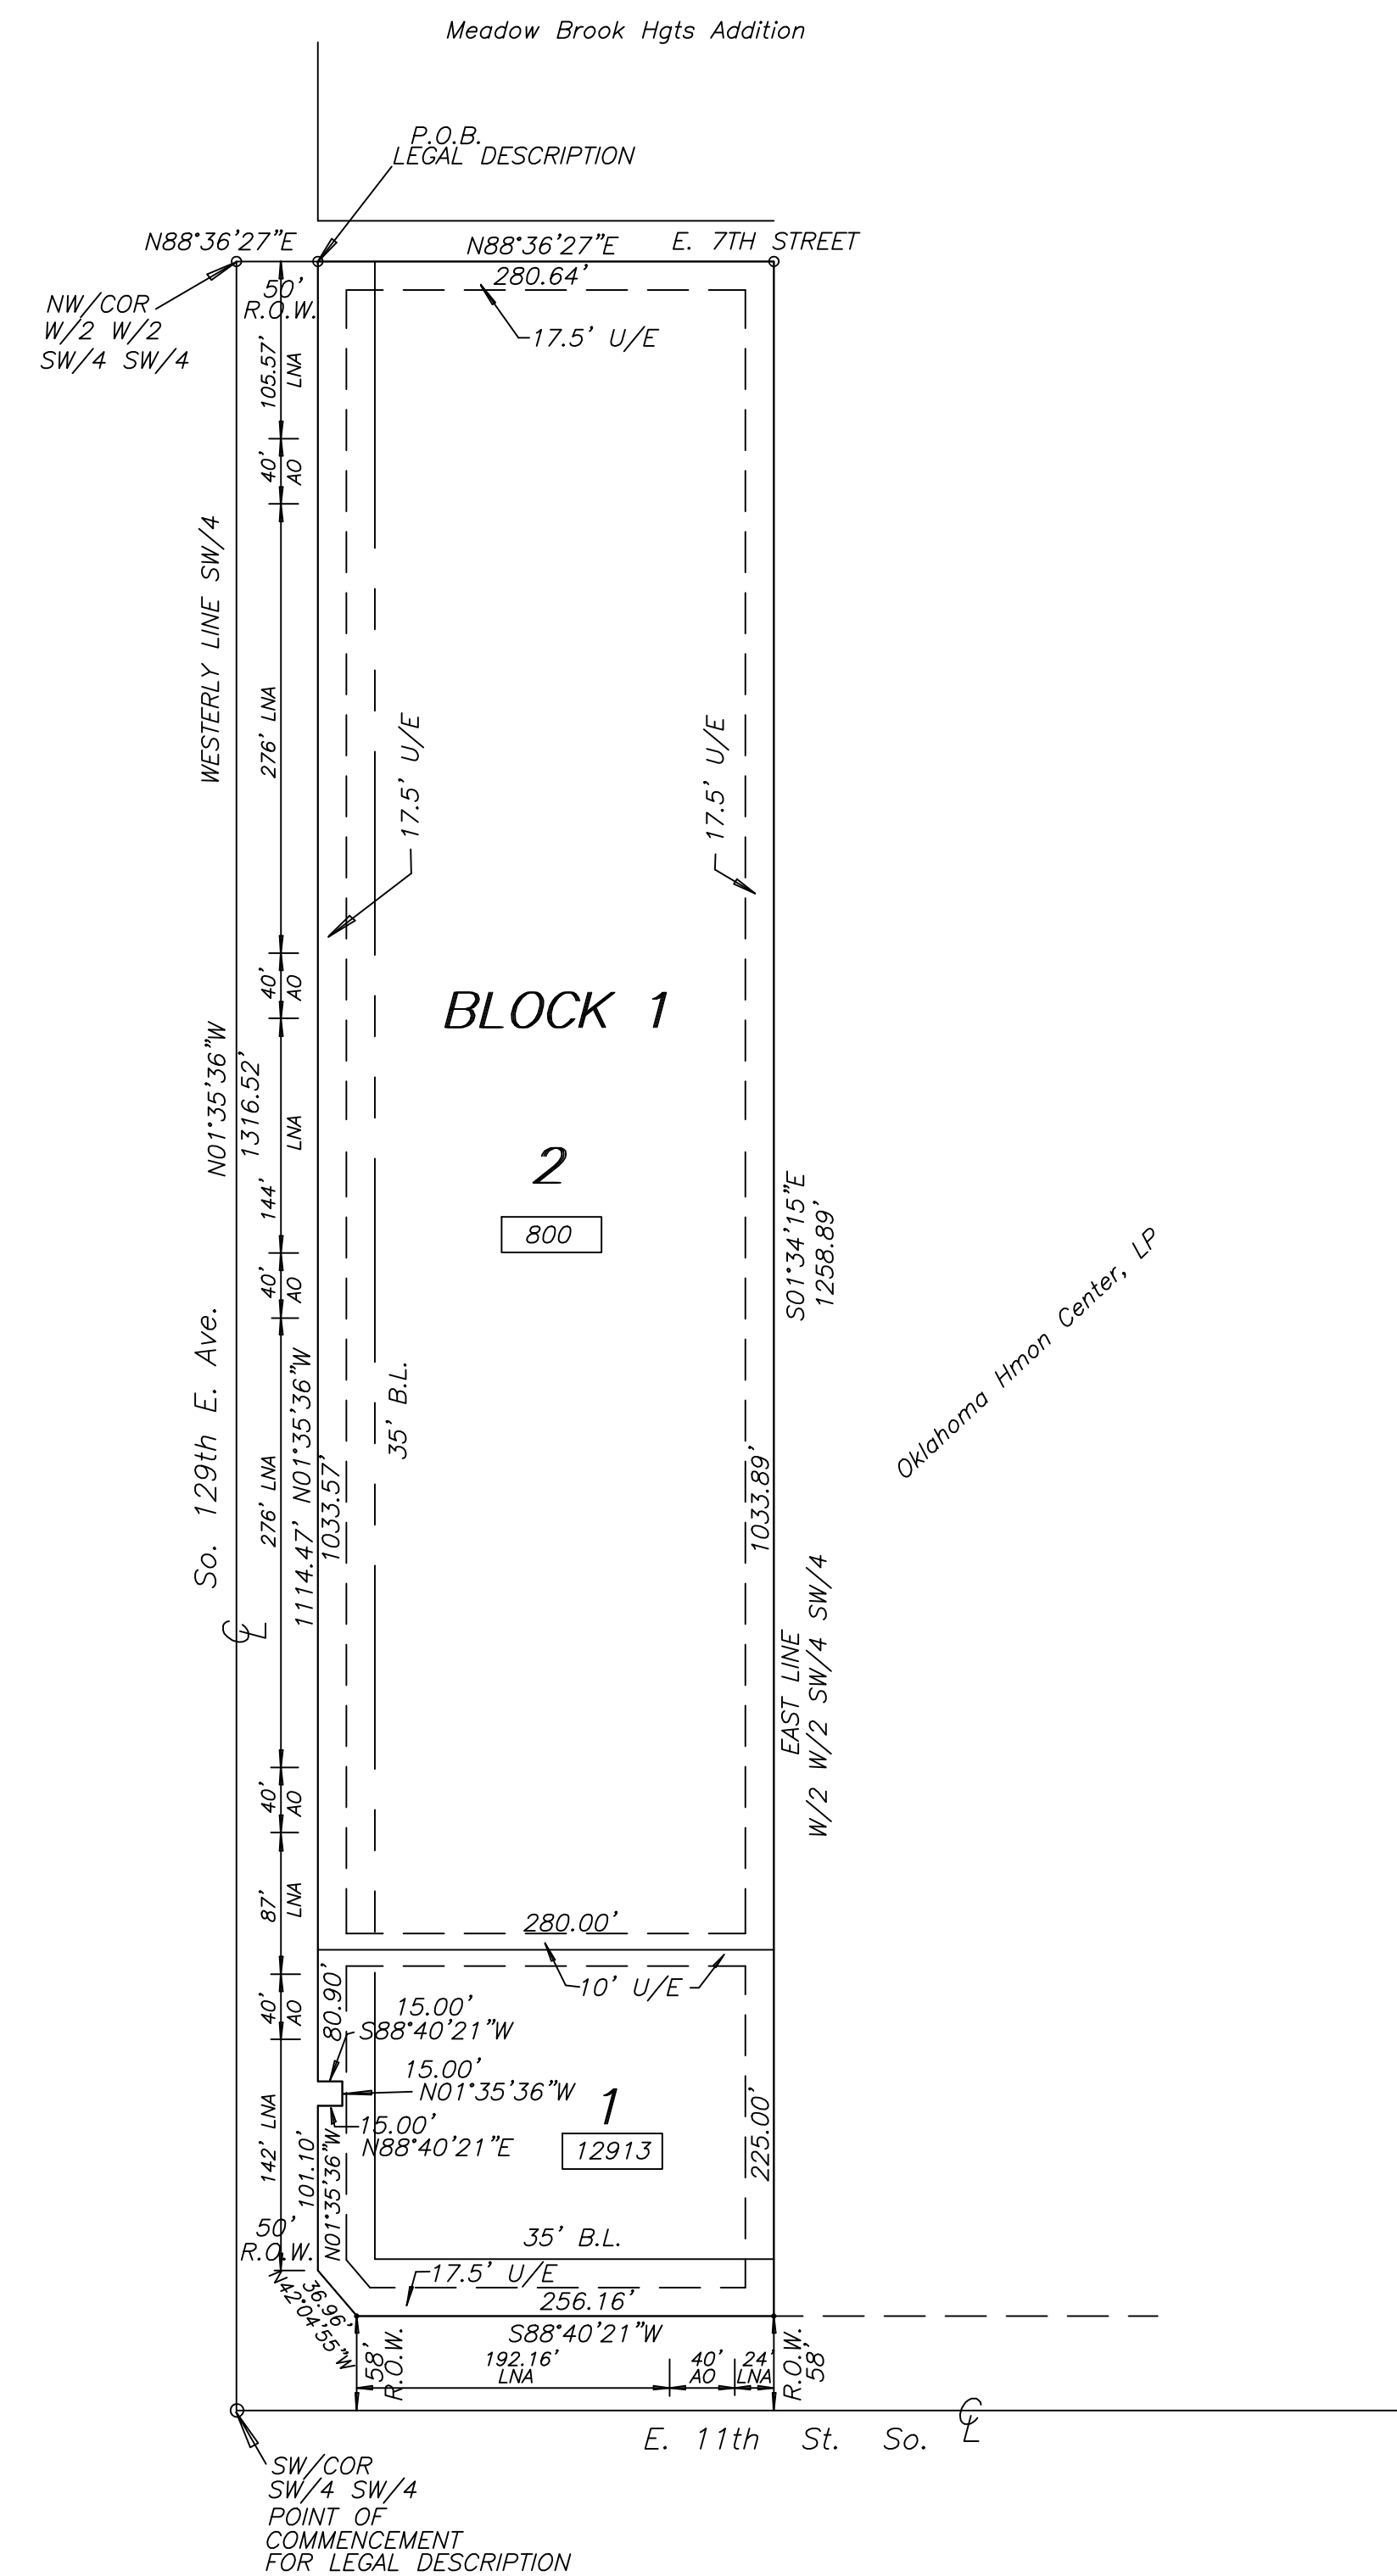 Meadow Brook Hgts Addition
P.O.B.
LEGAL DESCRIPTION
N88°36'27"E
N88°36'27"E
E. 7TH STREET
280.64'
50'
R.O.W.
NW/COR
W/2 W/2
SW/4 SW/4
17.5' U/E
105.57'
LNA
40'
AO
WESTERLY LINE SW/4
276' LNA
17.5' U/E
17.5' U/E
40'
AO
BLOCK 1
N01°35'36"W
1316.52'
LNA
144'
2
800
S01°34'15"E
1258.89'
40'
AO
Oklahoma Hmon Center, LP
So. 129th E. Ave.
276' LNA
1114.47' N01°35'36"W
1033.57'
35' B.L.
1033.89'
EAST LINE
W/2 W/2 SW/4 SW/4
C
L
40'
AO
87'
LNA
280.00'
10' U/E
40'
AO
80.90'
15.00'
S88°40'21"W
15.00'
N01°35'36"W
1
15.00'
N88°40'21"E
12913
225.00'
142' LNA
101.10'
N01°35'36"W
50'
R.O.W.
35' B.L.
17.5' U/E
36.96'
N42°04'55"W
256.16'
S88°40'21"W
58'
R.O.W.
192.16'
LNA
40'
AO
24'
LNA
R.O.W.
58'
C
L
E. 11th St. So.
SW/COR
SW/4 SW/4
POINT OF
COMMENCEMENT
FOR LEGAL DESCRIPTION